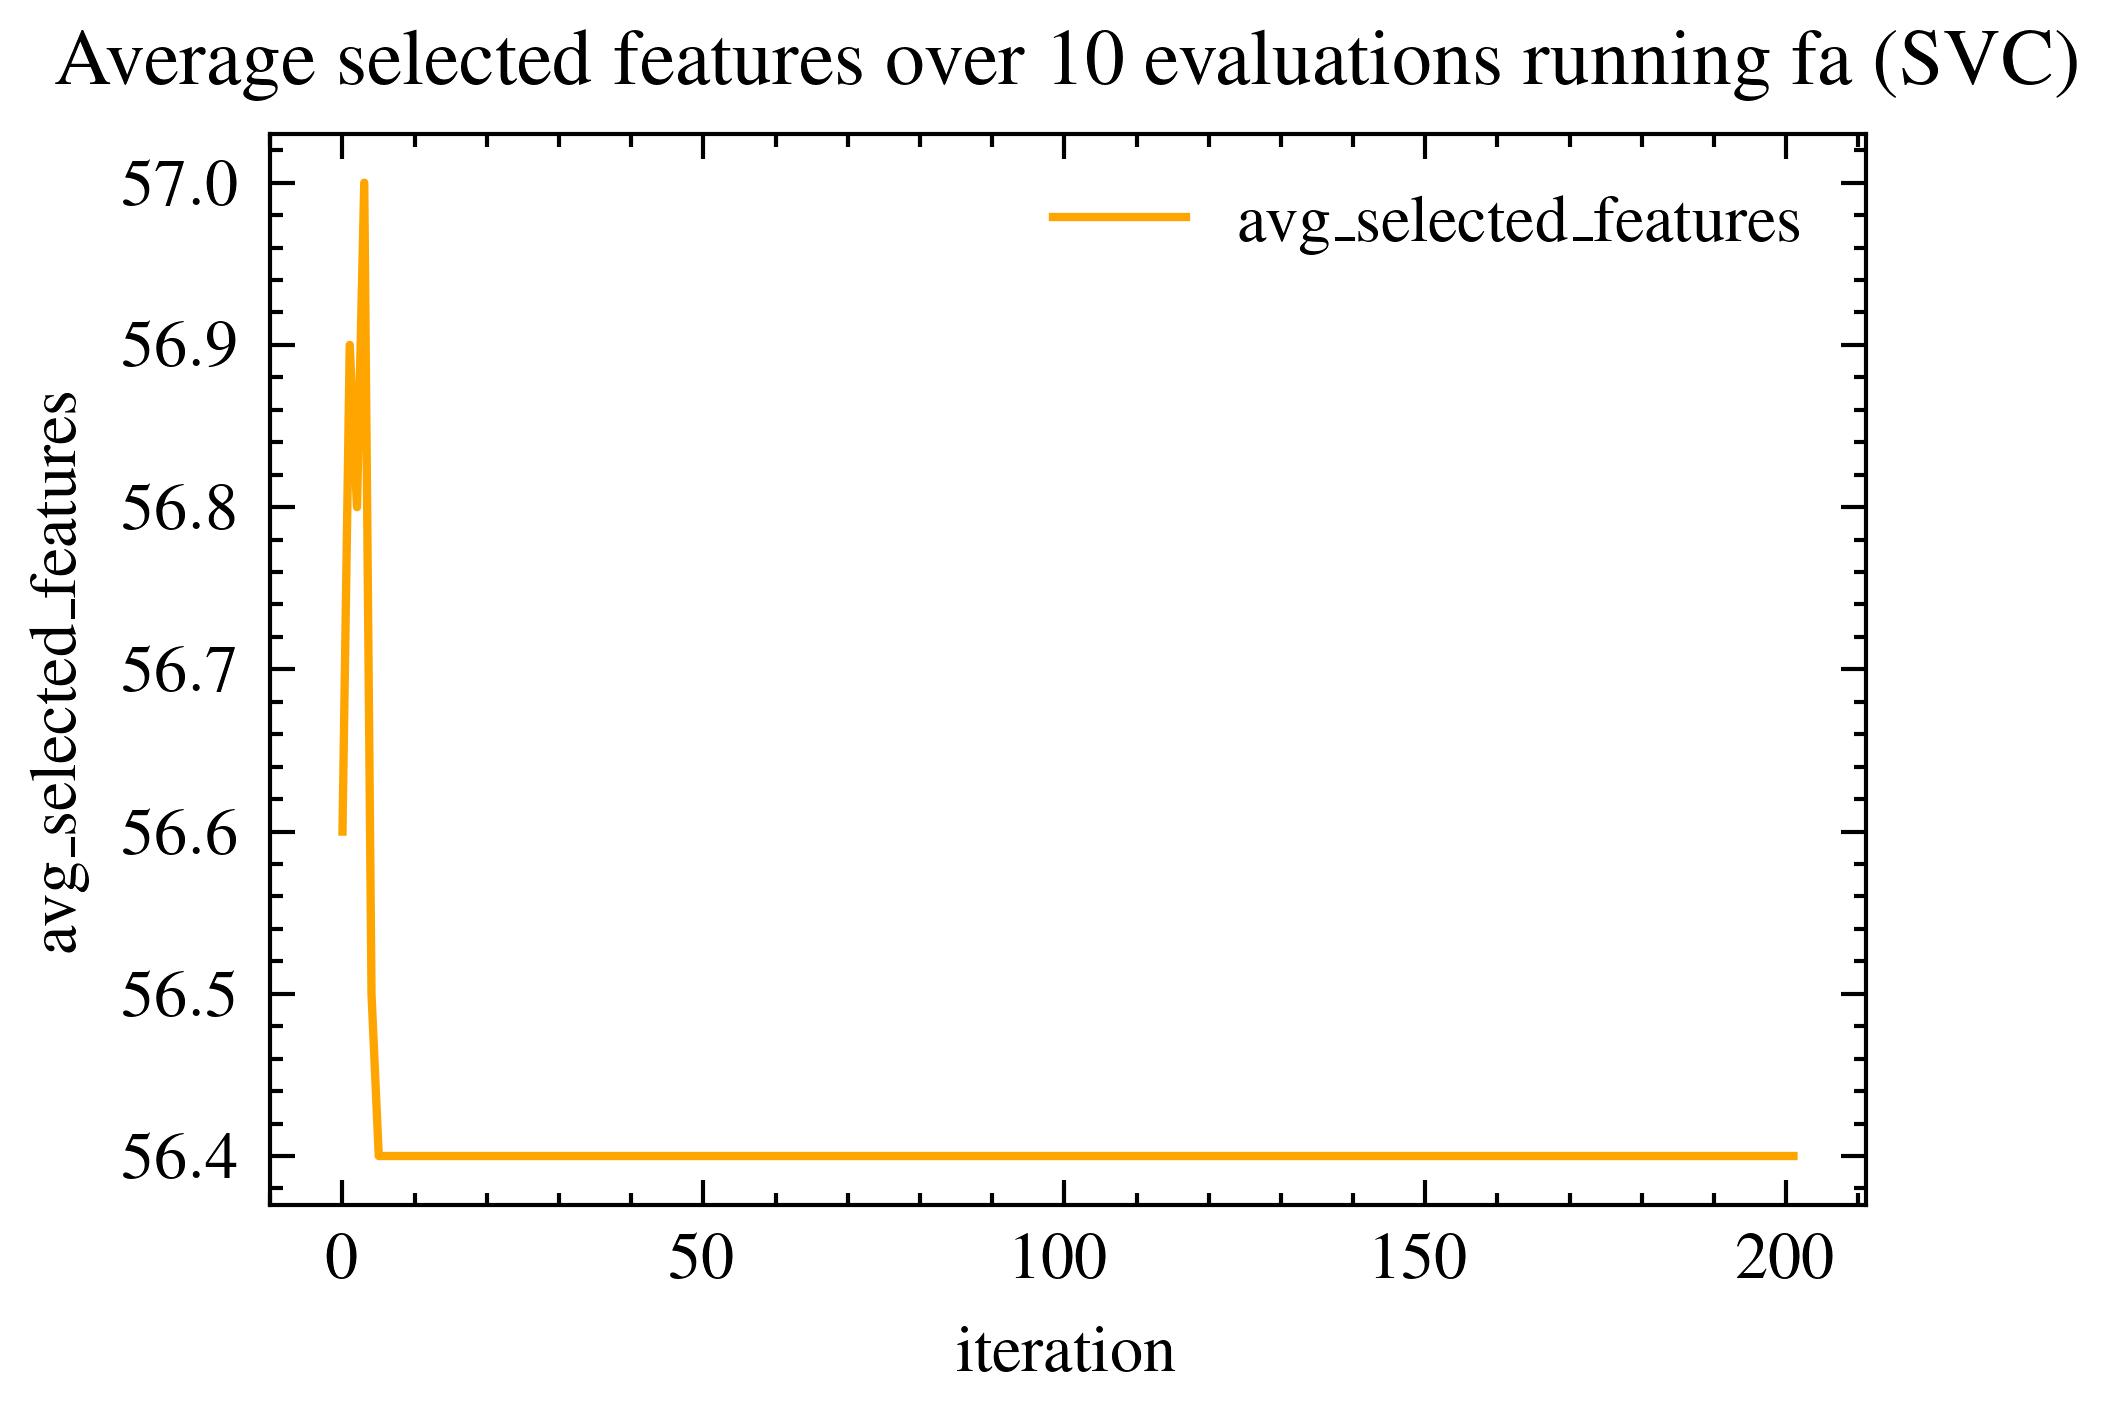 Average selected features over 10 evaluations running fa (SVC)
avg_selected_features
57.0
56.9
56.8
56.7
56.6
56.5
56.4
avg_selected_features
0 50 100 150 200
iteration